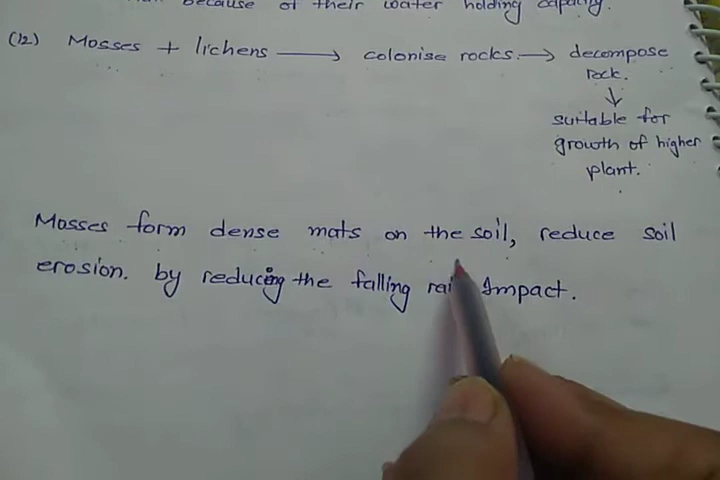 because of their water holding capacity.
(12) Mosses + lichens → colonise rocks. → decompose
rock.
↓
suitable for
growth of higher
plant.
Mosses form dense mats on the soil, reduce soil
erosion. by reducing the falling rain Impact.